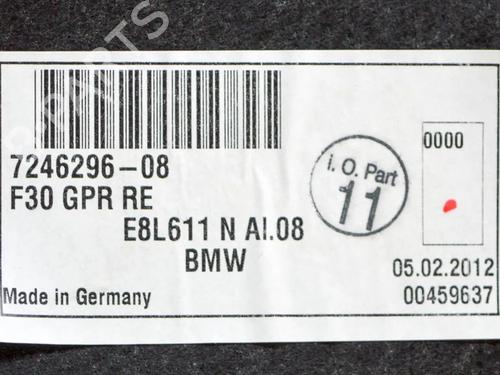 B-PARTS
7246296-08
F30 GPR RE
E8L611 N AI.08
BMW
i. O. Part
11
0000
05.02.2012
00459637
Made in Germany